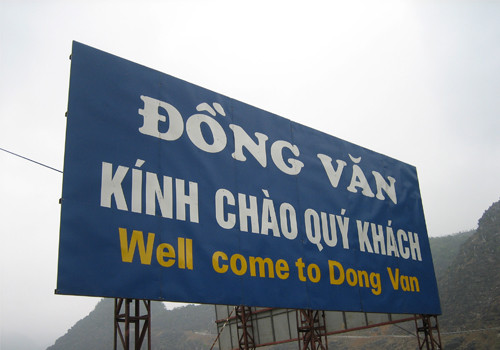 ĐỒNG VĂN
KÍNH CHÀO QUÝ KHÁCH
Well come to Dong Van